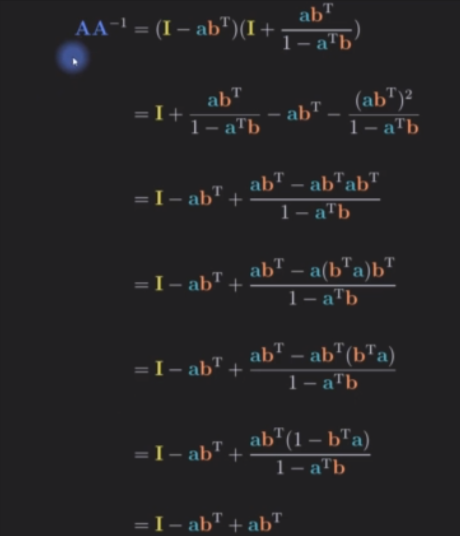 AA⁻¹ = (I − abᵀ)(I + abᵀ / (1 − aᵀb))
= I + abᵀ / (1 − aᵀb) − abᵀ − (abᵀ)² / (1 − aᵀb)
= I − abᵀ + (abᵀ − abᵀabᵀ) / (1 − aᵀb)
= I − abᵀ + (abᵀ − a(bᵀa)bᵀ) / (1 − aᵀb)
= I − abᵀ + (abᵀ − abᵀ(bᵀa)) / (1 − aᵀb)
= I − abᵀ + abᵀ(1 − bᵀa) / (1 − aᵀb)
= I − abᵀ + abᵀ